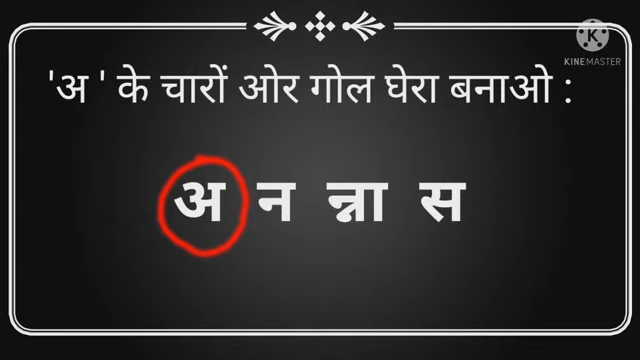 K
KINEMASTER
'अ ' के चारों ओर गोल घेरा बनाओ :
अ न न्ना स